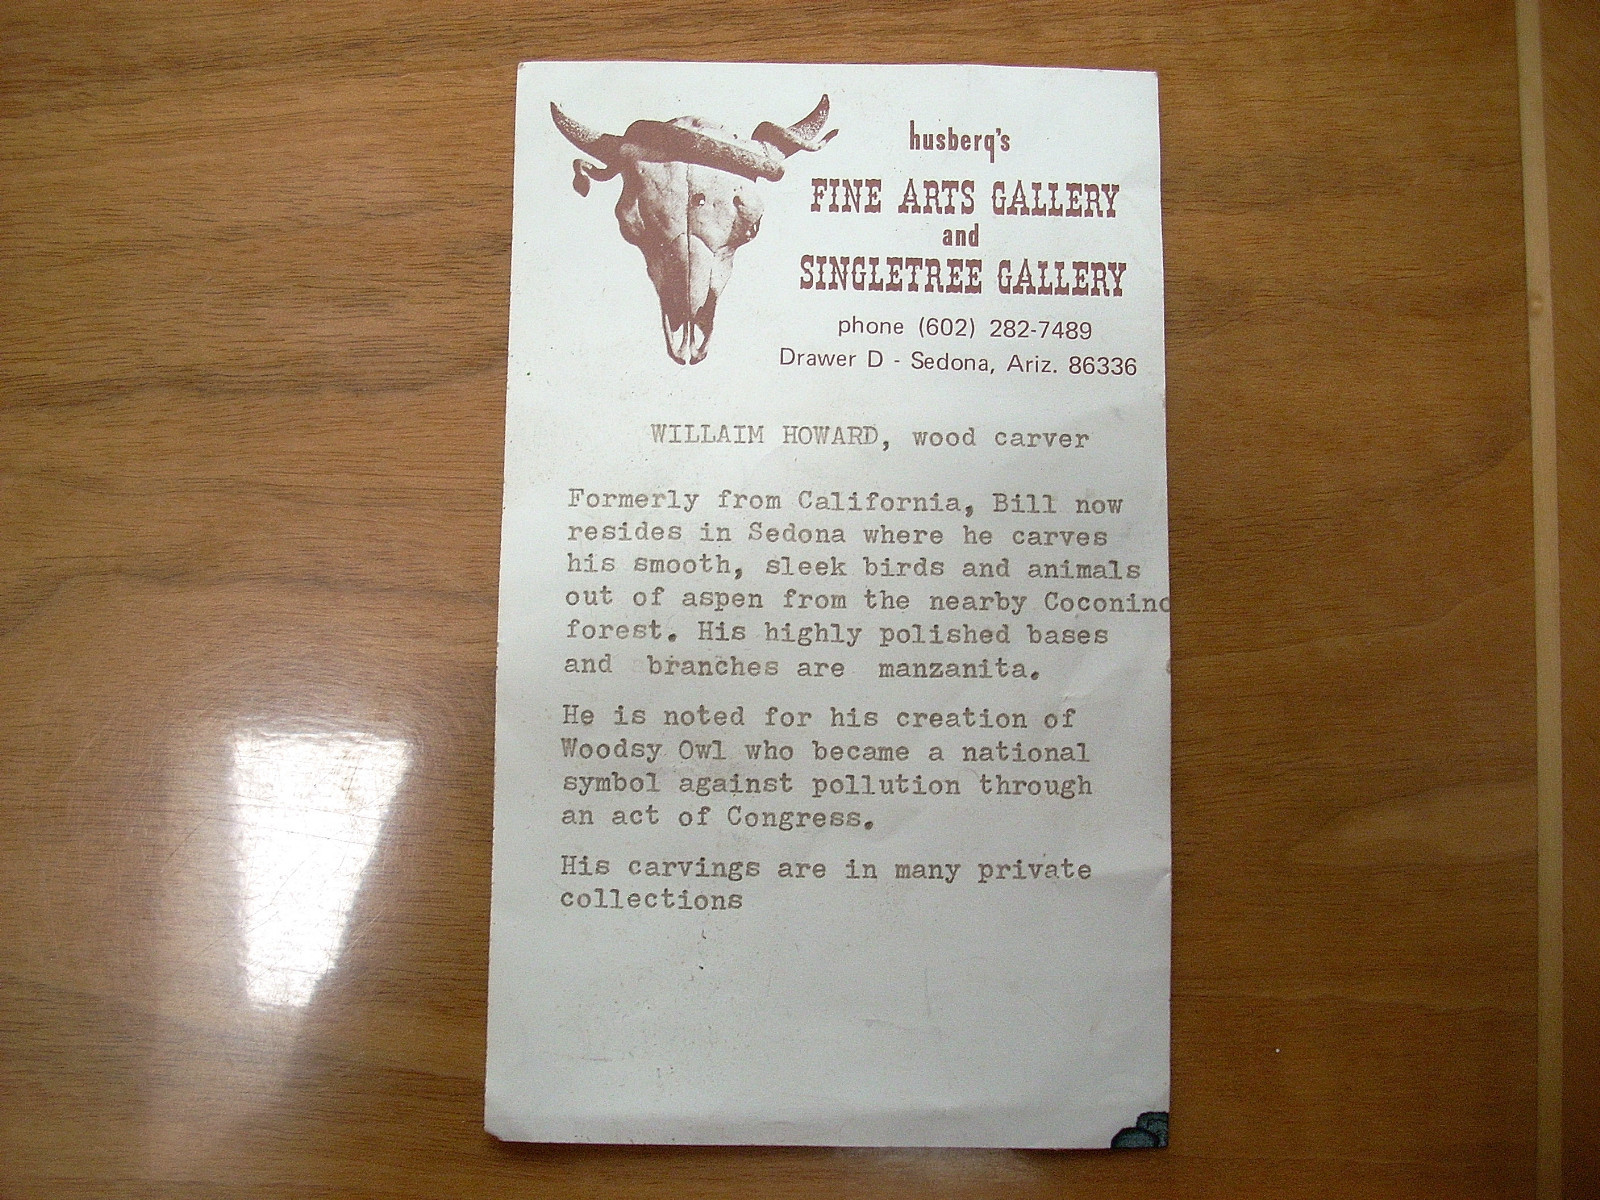 husberg's
FINE ARTS GALLERY
and
SINGLETREE GALLERY
phone (602) 282-7489
Drawer D - Sedona, Ariz. 86336
WILLAIM HOWARD, wood carver
Formerly from California, Bill now
resides in Sedona where he carves
his smooth, sleek birds and animals
out of aspen from the nearby Coconino
forest. His highly polished bases
and branches are manzanita.
He is noted for his creation of
Woodsy Owl who became a national
symbol against pollution through
an act of Congress.
His carvings are in many private
collections